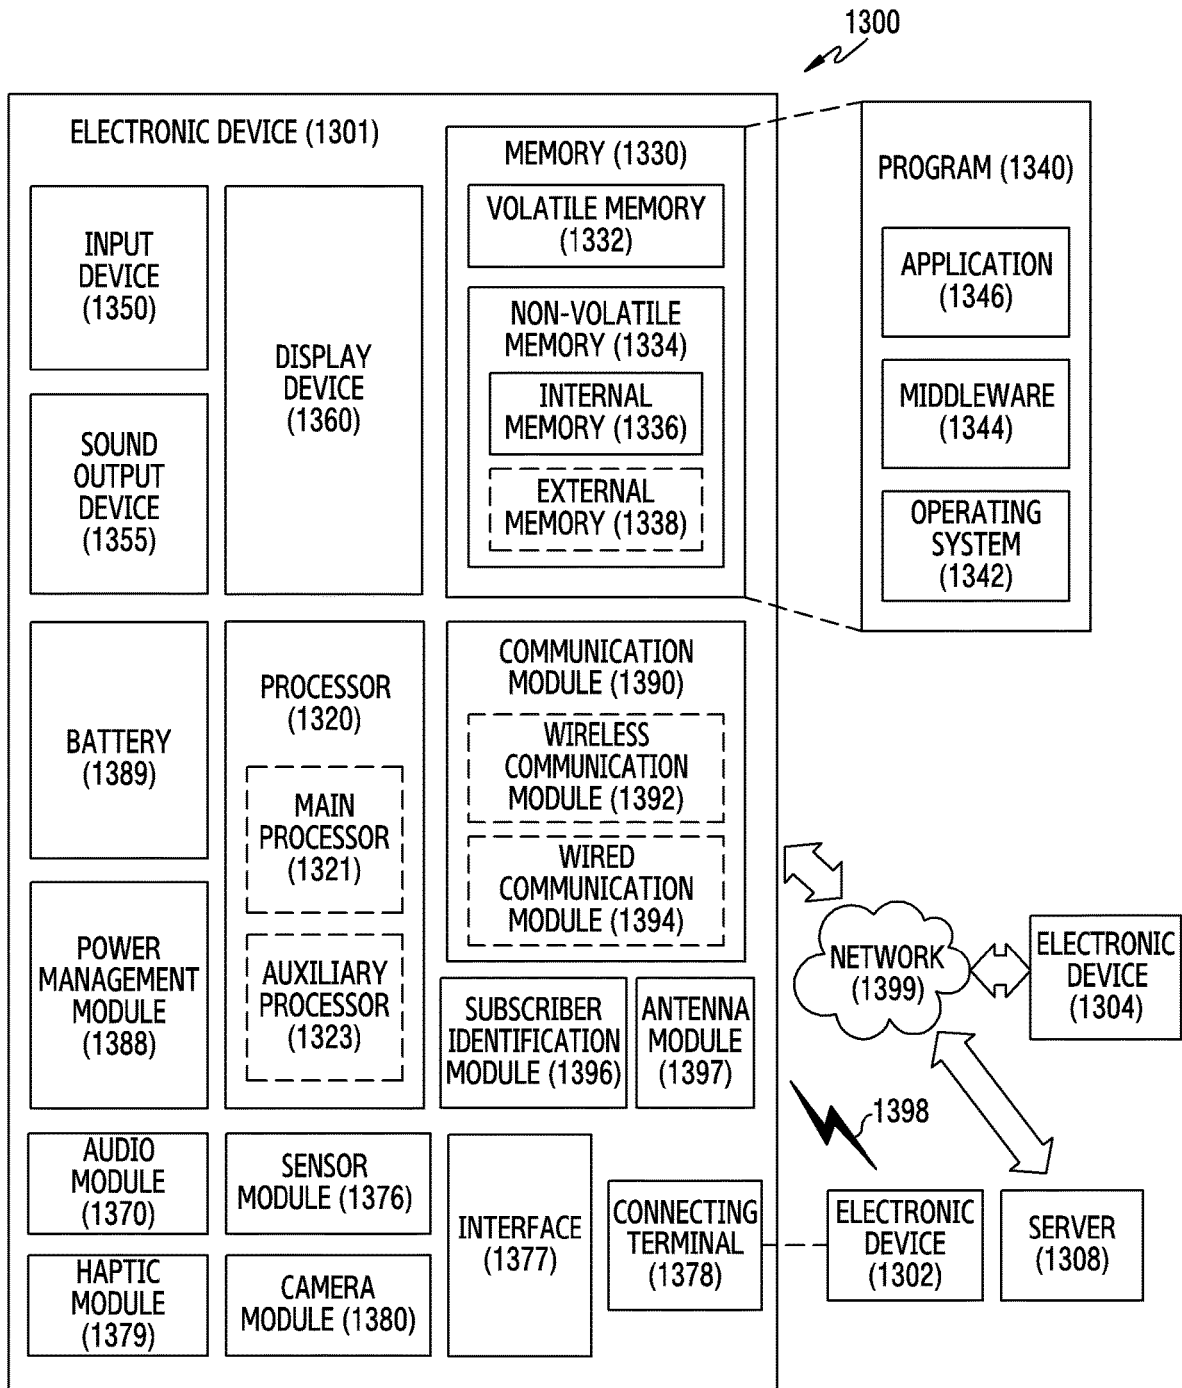 1300
ELECTRONIC DEVICE (1301)
INPUT
DEVICE
(1350)
SOUND
OUTPUT
DEVICE
(1355)
DISPLAY
DEVICE
(1360)
MEMORY (1330)
VOLATILE MEMORY
(1332)
NON-VOLATILE
MEMORY (1334)
INTERNAL
MEMORY (1336)
EXTERNAL
MEMORY (1338)
PROGRAM (1340)
APPLICATION
(1346)
MIDDLEWARE
(1344)
OPERATING
SYSTEM
(1342)
BATTERY
(1389)
POWER
MANAGEMENT
MODULE
(1388)
PROCESSOR
(1320)
MAIN
PROCESSOR
(1321)
AUXILIARY
PROCESSOR
(1323)
COMMUNICATION
MODULE (1390)
WIRELESS
COMMUNICATION
MODULE (1392)
WIRED
COMMUNICATION
MODULE (1394)
SUBSCRIBER
IDENTIFICATION
MODULE (1396)
ANTENNA
MODULE
(1397)
NETWORK
(1399)
ELECTRONIC
DEVICE
(1304)
1398
AUDIO
MODULE
(1370)
SENSOR
MODULE (1376)
INTERFACE
(1377)
CONNECTING
TERMINAL
(1378)
ELECTRONIC
DEVICE
(1302)
SERVER
(1308)
HAPTIC
MODULE
(1379)
CAMERA
MODULE (1380)